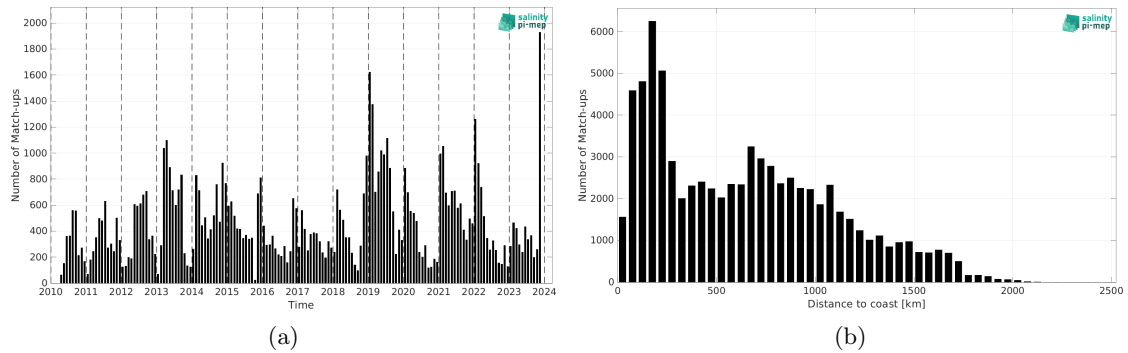 salinity
pi-mep
Number of Match-ups
2000
1800
1600
1400
1200
1000
800
600
400
200
0
2010 2011 2012 2013 2014 2015 2016 2017 2018 2019 2020 2021 2022 2023 2024
Time
(a)
salinity
pi-mep
Number of Match-ups
6000
5000
4000
3000
2000
1000
0
0 500 1000 1500 2000 2500
Distance to coast [km]
(b)